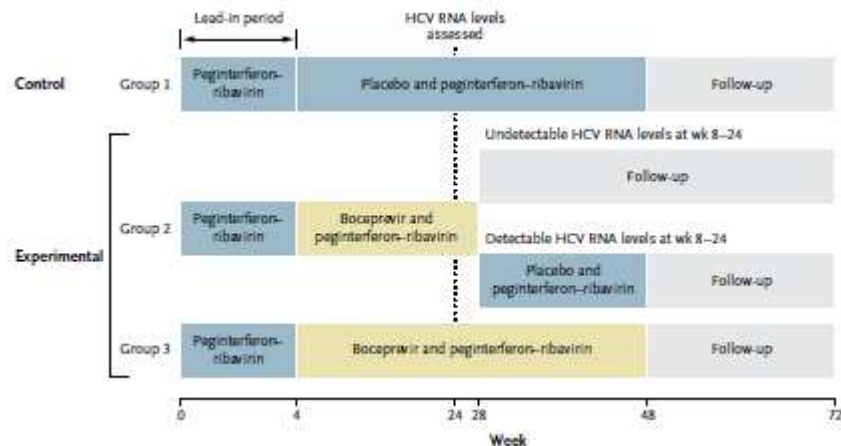 Lead-in period
HCV RNA levels
assessed
Control
Group 1
Peginterferon–
ribavirin
Placebo and peginterferon–ribavirin
Follow-up
Undetectable HCV RNA levels at wk 8–24
Follow-up
Experimental
Group 2
Peginterferon–
ribavirin
Boceprevir and
peginterferon–ribavirin
Detectable HCV RNA levels at wk 8–24
Placebo and
peginterferon–ribavirin
Follow-up
Group 3
Peginterferon–
ribavirin
Boceprevir and peginterferon–ribavirin
Follow-up
0
4
24
28
48
72
Week